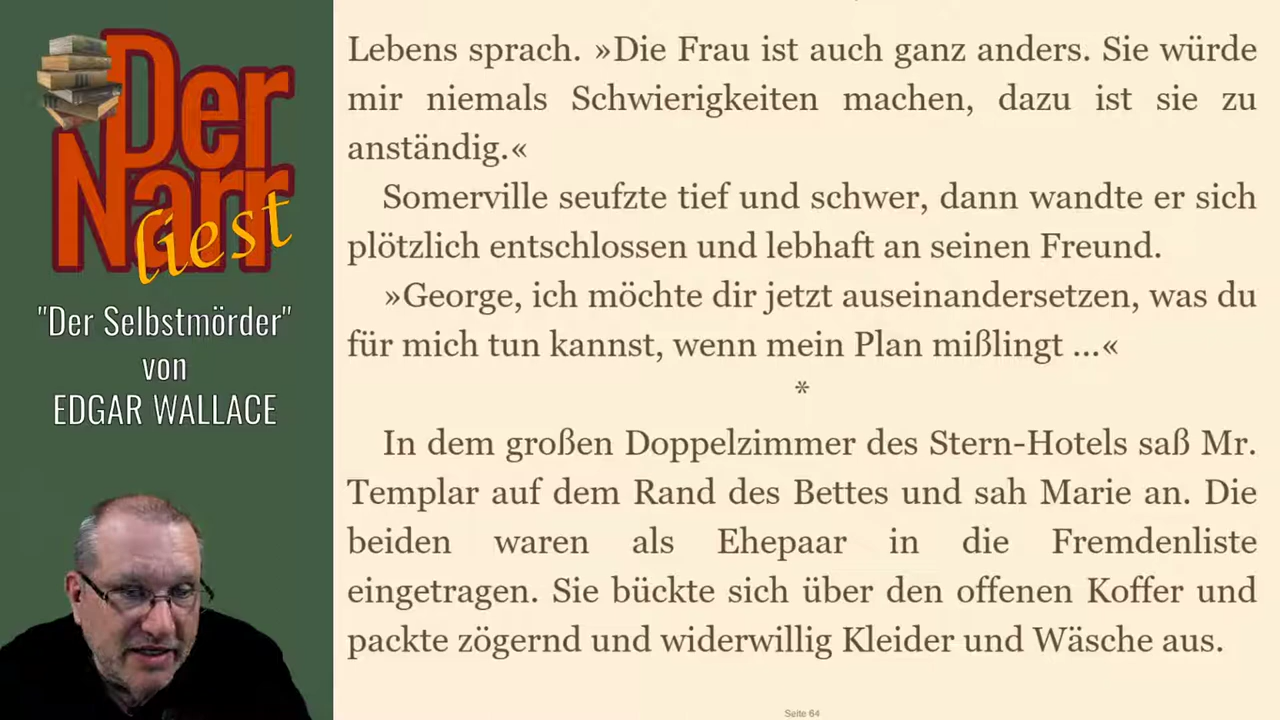 Der
Narr
liest
"Der Selbstmörder"
von
EDGAR WALLACE
Lebens sprach. »Die Frau ist auch ganz anders. Sie würde
mir niemals Schwierigkeiten machen, dazu ist sie zu
anständig.«
Somerville seufzte tief und schwer, dann wandte er sich
plötzlich entschlossen und lebhaft an seinen Freund.
»George, ich möchte dir jetzt auseinandersetzen, was du
für mich tun kannst, wenn mein Plan mißlingt ...«
*
In dem großen Doppelzimmer des Stern-Hotels saß Mr.
Templar auf dem Rand des Bettes und sah Marie an. Die
beiden waren als Ehepaar in die Fremdenliste
eingetragen. Sie bückte sich über den offenen Koffer und
packte zögernd und widerwillig Kleider und Wäsche aus.
Seite 64